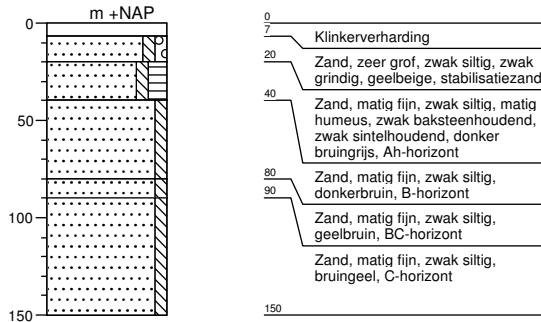 m +NAP
0
50
100
150
0
7
Klinkerverharding
20
Zand, zeer grof, zwak siltig, zwak
grindig, geelbeige, stabilisatiezand
40
Zand, matig fijn, zwak siltig, matig
humeus, zwak baksteenhoudend,
zwak sintelhoudend, donker
bruingrijs, Ah-horizont
80
Zand, matig fijn, zwak siltig,
donkerbruin, B-horizont
90
Zand, matig fijn, zwak siltig,
geelbruin, BC-horizont
Zand, matig fijn, zwak siltig,
bruingeel, C-horizont
150